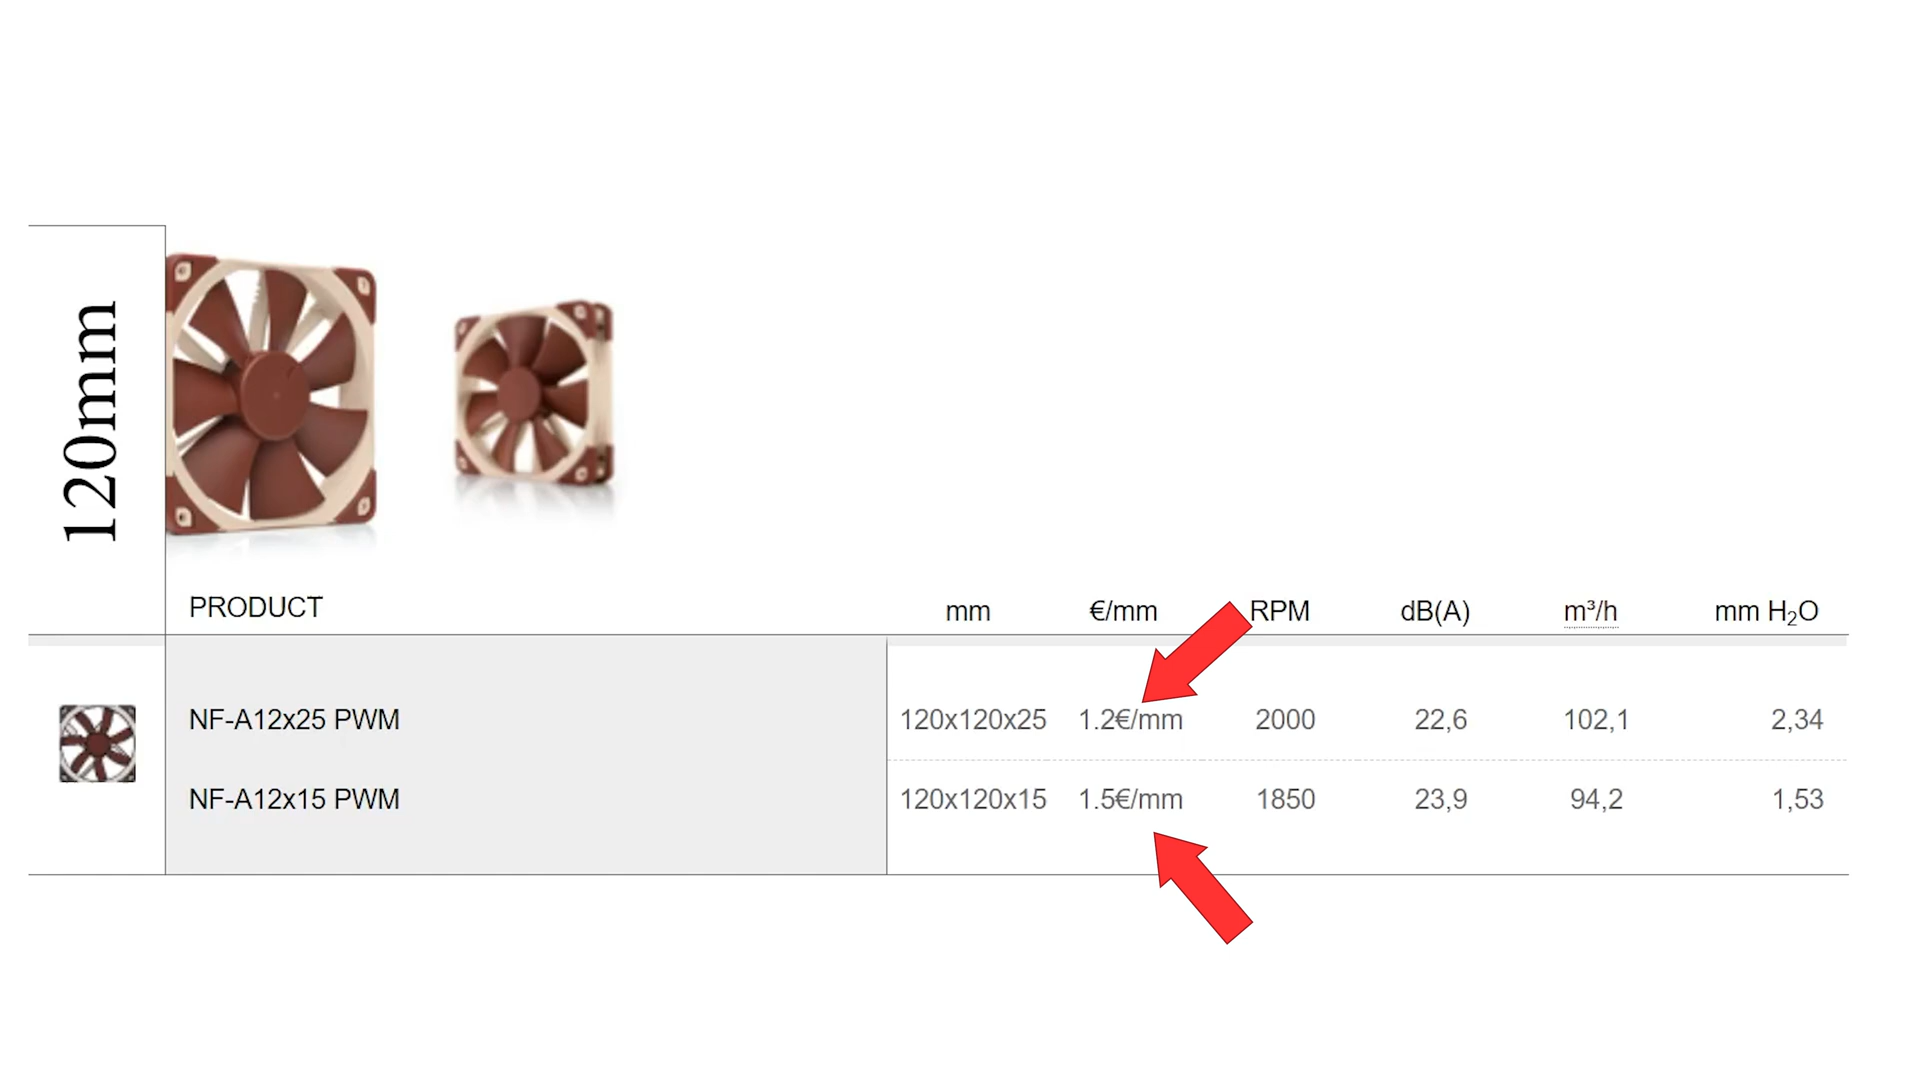 120mm
PRODUCT mm €/mm RPM dB(A) m³/h mm H₂O
NF-A12x25 PWM 120x120x25 1.2€/mm 2000 22,6 102,1 2,34
NF-A12x15 PWM 120x120x15 1.5€/mm 1850 23,9 94,2 1,53